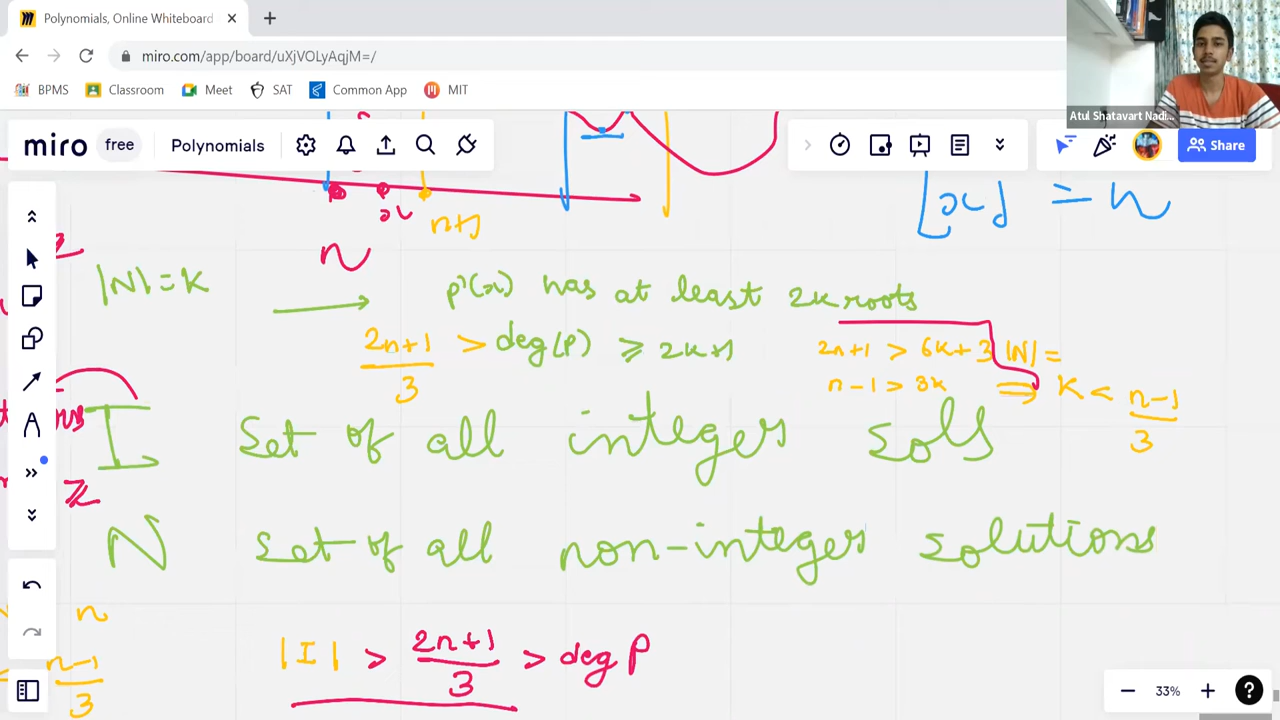 Polynomials, Online Whiteboard
miro.com/app/board/uXjVOLyAqjM=/
BPMS Classroom Meet SAT Common App MIT
Atul Shatavart Nadi...
miro free Polynomials Share
⌊x⌋ = n
x n+1
n
|N| = K → p'(x) has at least 2k roots
2n+1/3 > deg(P) ≥ 2k+1
2n+1 > 6k+3 |N| =
n-1 > 3k ⇒ K < n-1/3
I Set of all integer sols
ℤ
N set of all non-integer solutions
n
n-1/3
|I| > 2n+1/3 > deg P
33%